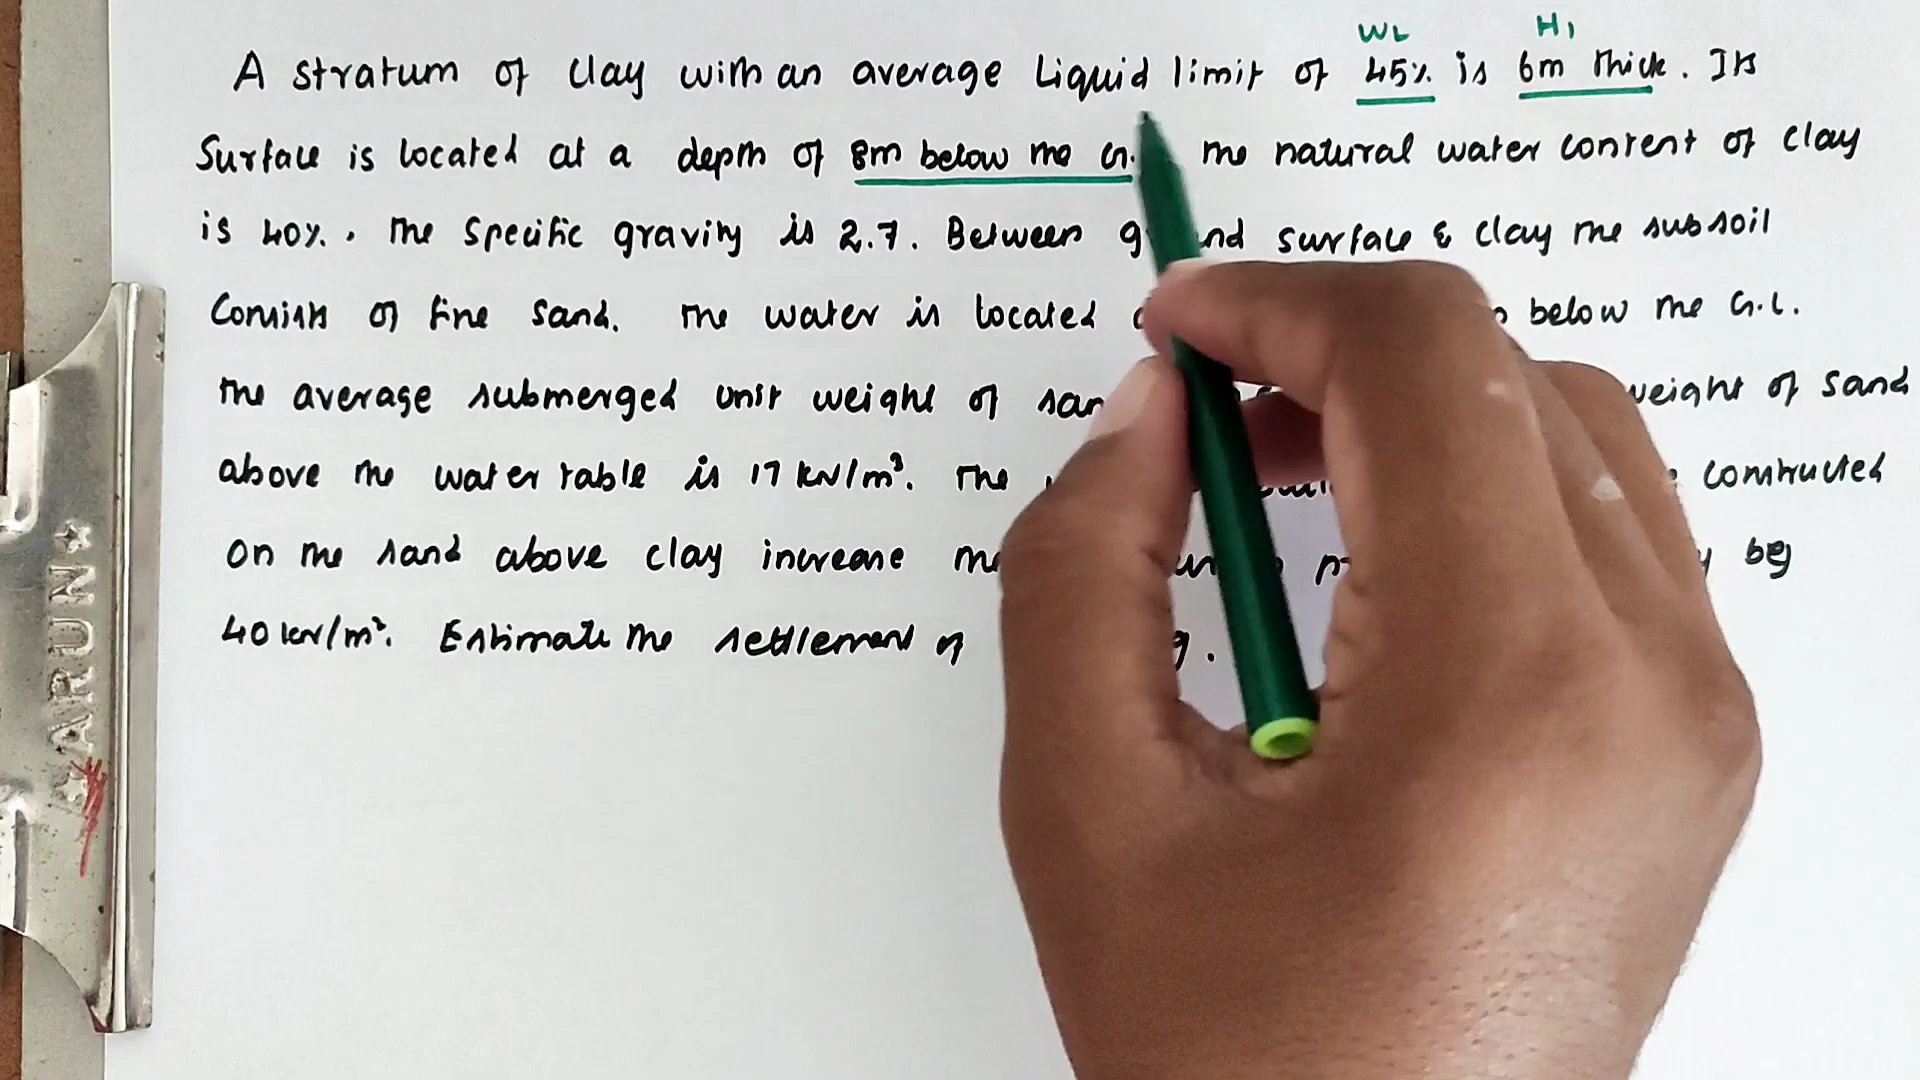 WL H1
A stratum of clay with an average Liquid limit of 45% is 6m thick. Its
Surface is located at a depth of 8m below the G. The natural water content of clay
is 40%. The specific gravity is 2.7. Between g nd surface & clay the subsoil
Consists of fine sand. The water is located below the G.L.
The average submerged unit weight of san weight of sand
above the water table is 17 kN/m³. The constructed
on the sand above clay increase the by
40 kN/m². Estimate the settlement of g.
ARUN